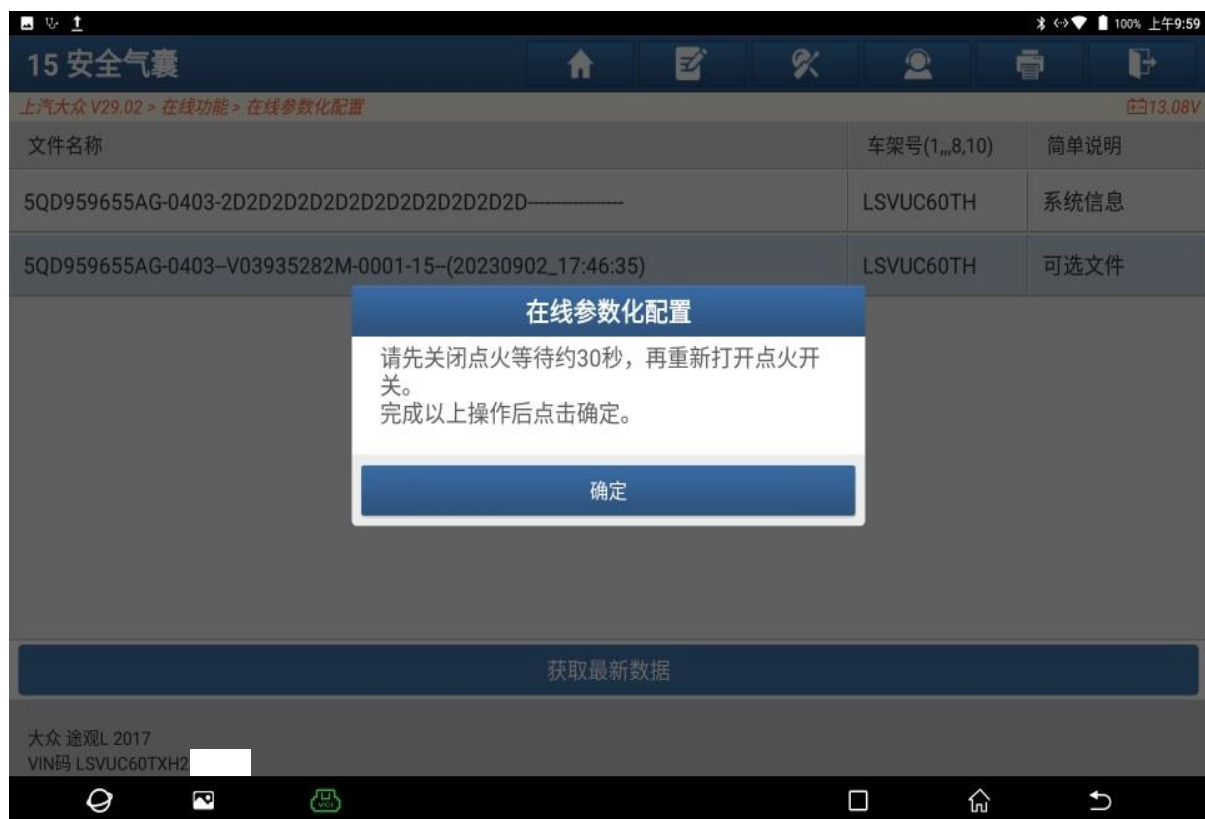 100% 上午9:59
15 安全气囊
上汽大众 V29.02 > 在线功能 > 在线参数化配置
13.08V
文件名称 车架号(1,,,8,10) 简单说明
5QD959655AG-0403-2D2D2D2D2D2D2D2D2D2D2D2D2D---------------- LSVUC60TH 系统信息
5QD959655AG-0403--V03935282M-0001-15--(20230902_17:46:35) LSVUC60TH 可选文件
在线参数化配置
请先关闭点火等待约30秒，再重新打开点火开
关。
完成以上操作后点击确定。
确定
获取最新数据
大众 途观L 2017
VIN码 LSVUC60TXH2
VCI